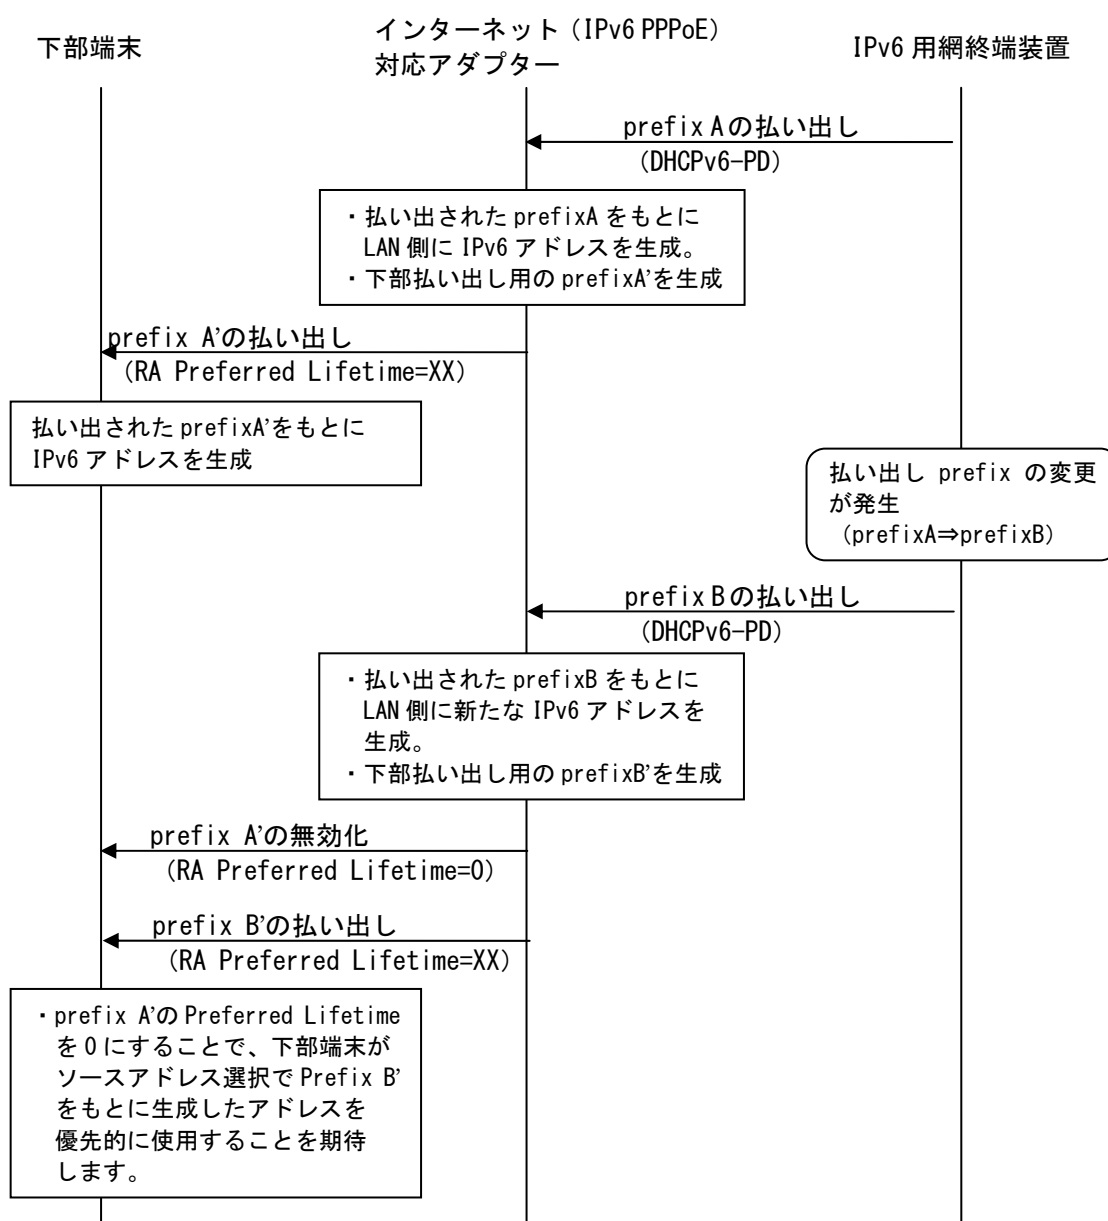 下部端末
インターネット（IPv6 PPPoE）
対応アダプター
IPv6 用網終端装置
prefix A の払い出し
（DHCPv6-PD）
・払い出された prefixA をもとに
LAN 側に IPv6 アドレスを生成。
・下部払い出し用の prefixA’を生成
prefix A’の払い出し
（RA Preferred Lifetime=XX）
払い出された prefixA’をもとに
IPv6 アドレスを生成
払い出し prefix の変更
が発生
（prefixA⇒prefixB）
prefix B の払い出し
（DHCPv6-PD）
・払い出された prefixB をもとに
LAN 側に新たな IPv6 アドレスを
生成。
・下部払い出し用の prefixB’を生成
prefix A’の無効化
（RA Preferred Lifetime=0）
prefix B’の払い出し
（RA Preferred Lifetime=XX）
・prefix A’の Preferred Lifetime
を 0 にすることで、下部端末が
ソースアドレス選択で Prefix B’
をもとに生成したアドレスを
優先的に使用することを期待
します。